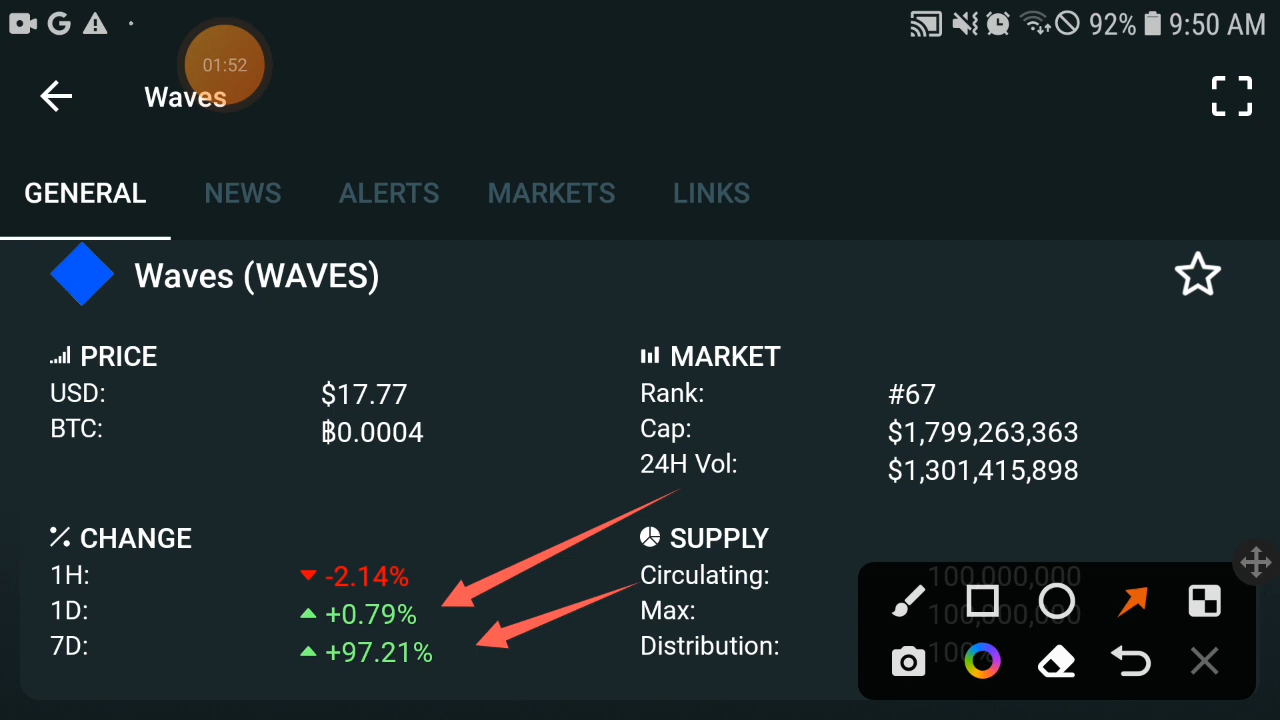 92% 9:50 AM
01:52
Waves
GENERAL NEWS ALERTS MARKETS LINKS
Waves (WAVES)
PRICE
USD: $17.77
BTC: ฿0.0004
MARKET
Rank: #67
Cap: $1,799,263,363
24H Vol: $1,301,415,898
CHANGE
1H: -2.14%
1D: +0.79%
7D: +97.21%
SUPPLY
Circulating: 100,000,000
Max: 100,000,000
Distribution: 100%